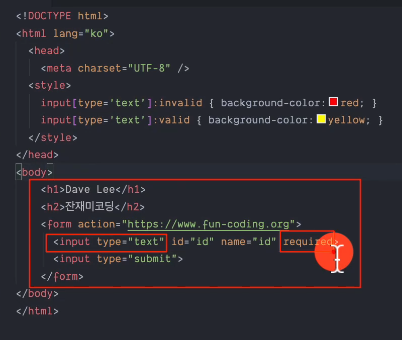 <!DOCTYPE html>
<html lang="ko">
<head>
<meta charset="UTF-8" />
<style>
input[type='text']:invalid { background-color: red; }
input[type='text']:valid { background-color: yellow; }
</style>
</head>
<body>
<h1>Dave Lee</h1>
<h2>잔재미코딩</h2>
<form action="https://www.fun-coding.org">
<input type="text" id="id" name="id" required>
<input type="submit">
</form>
</body>
</html>